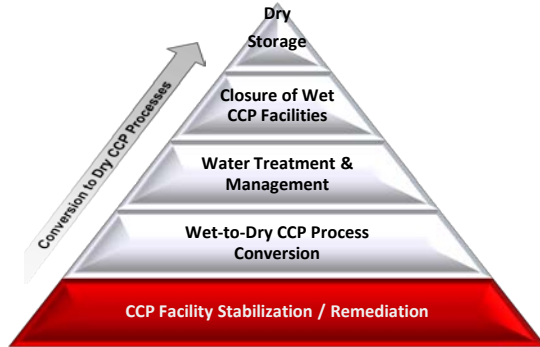 Dry
Storage
Closure of Wet
CCP Facilities
Conversion to Dry CCP Processes
Water Treatment &
Management
Wet-to-Dry CCP Process
Conversion
CCP Facility Stabilization / Remediation